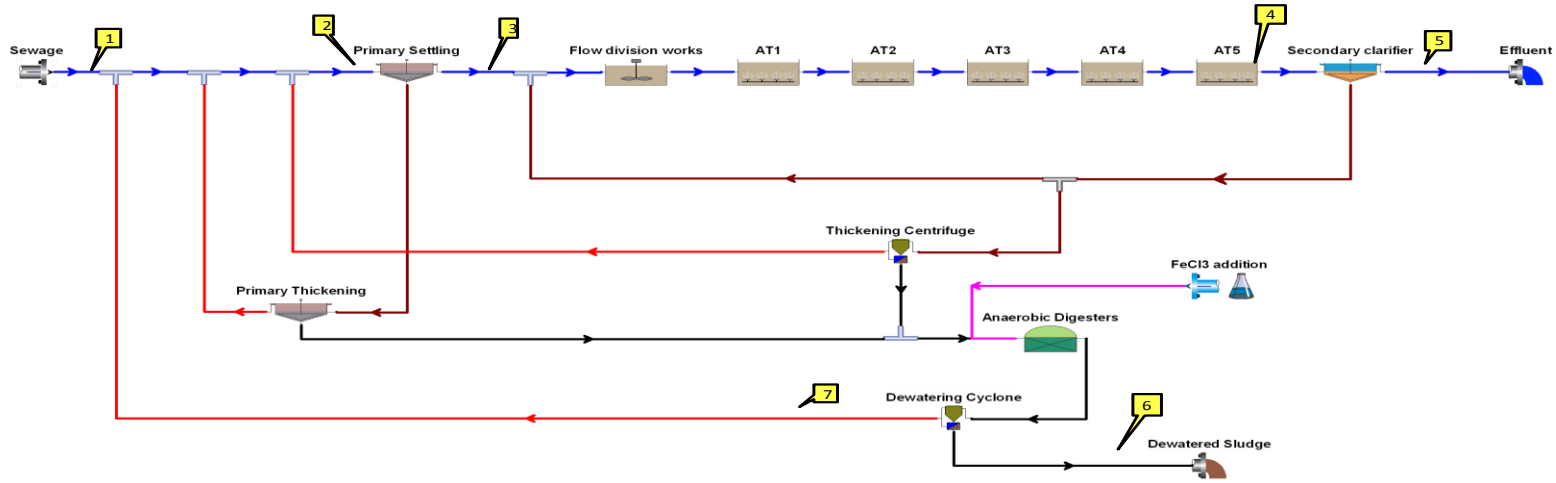 1
2
3
4
5
Sewage
Primary Settling
Flow division works
AT1
AT2
AT3
AT4
AT5
Secondary clarifier
Effluent
Thickening Centrifuge
FeCl3 addition
Primary Thickening
Anaerobic Digesters
7
Dewatering Cyclone
6
Dewatered Sludge